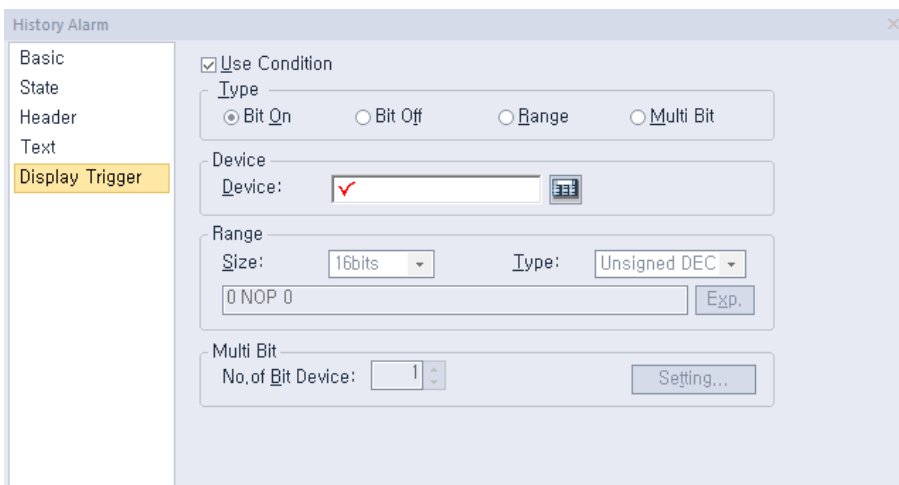 History Alarm
Basic
State
Header
Text
Display Trigger
Use Condition
Type
Bit On Bit Off Range Multi Bit
Device
Device:
Range
Size: 16bits Type: Unsigned DEC
0 NOP 0 Exp.
Multi Bit
No.of Bit Device: 1 Setting...